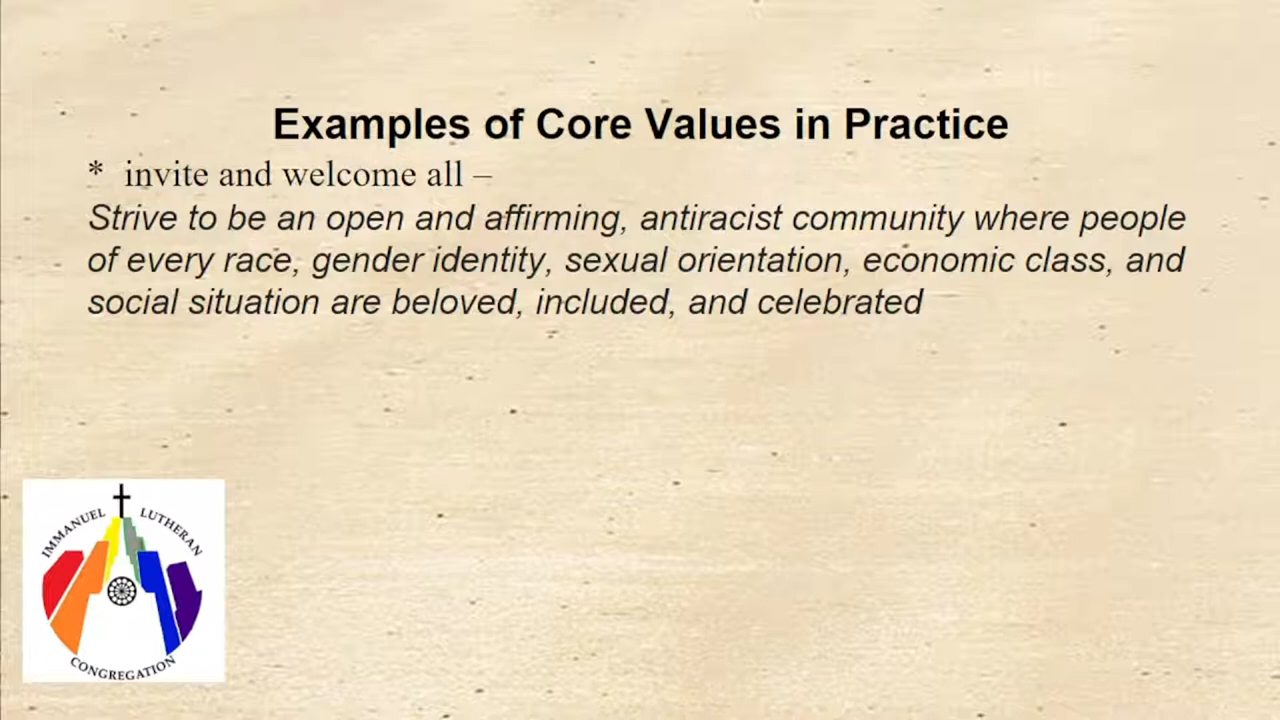 Examples of Core Values in Practice
* invite and welcome all –
Strive to be an open and affirming, antiracist community where people
of every race, gender identity, sexual orientation, economic class, and
social situation are beloved, included, and celebrated
IMMANUEL LUTHERAN
CONGREGATION